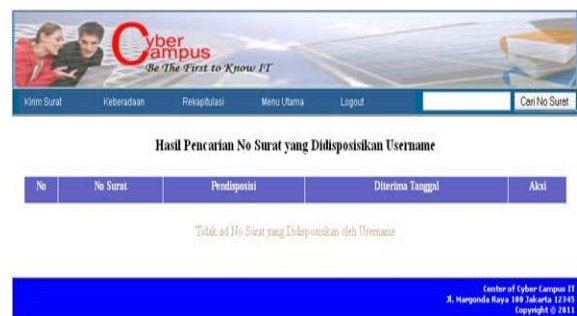 Cyber
Campus
Be The First to Know IT
Kirim Surat Keberadaan Rekapitulasi Menu Utama Logout Cari No Surat
Hasil Pencarian No Surat yang Didisposisikan Username
No No Surat Pendisposisi Diterima Tanggal Aksi
Tidak ad No Surat yang Didisposisikan oleh Username
Center of Cyber Campus IT
Jl. Margonda Raya 100 Jakarta 12345
Copyright © 2011